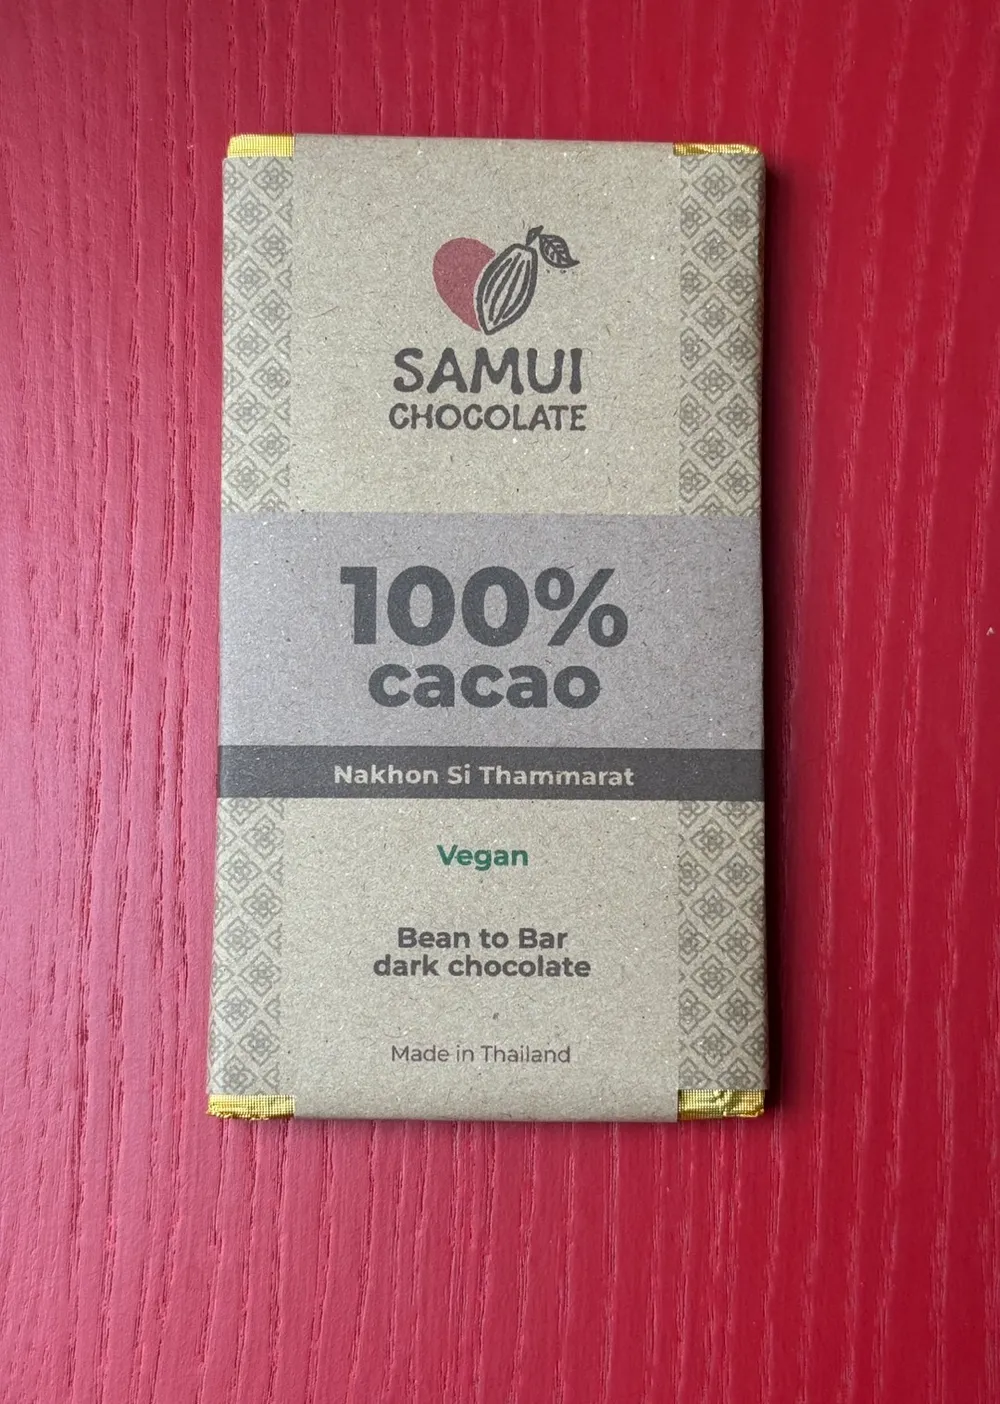 SAMUI
CHOCOLATE
100%
cacao
Nakhon Si Thammarat
Vegan
Bean to Bar
dark chocolate
Made in Thailand